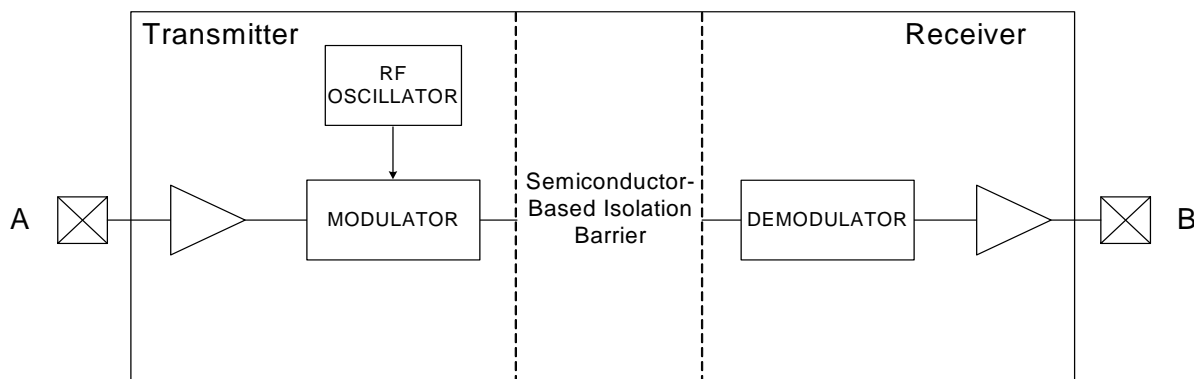 Transmitter
Receiver
RF
OSCILLATOR
A
MODULATOR
Semiconductor-
Based Isolation
Barrier
DEMODULATOR
B